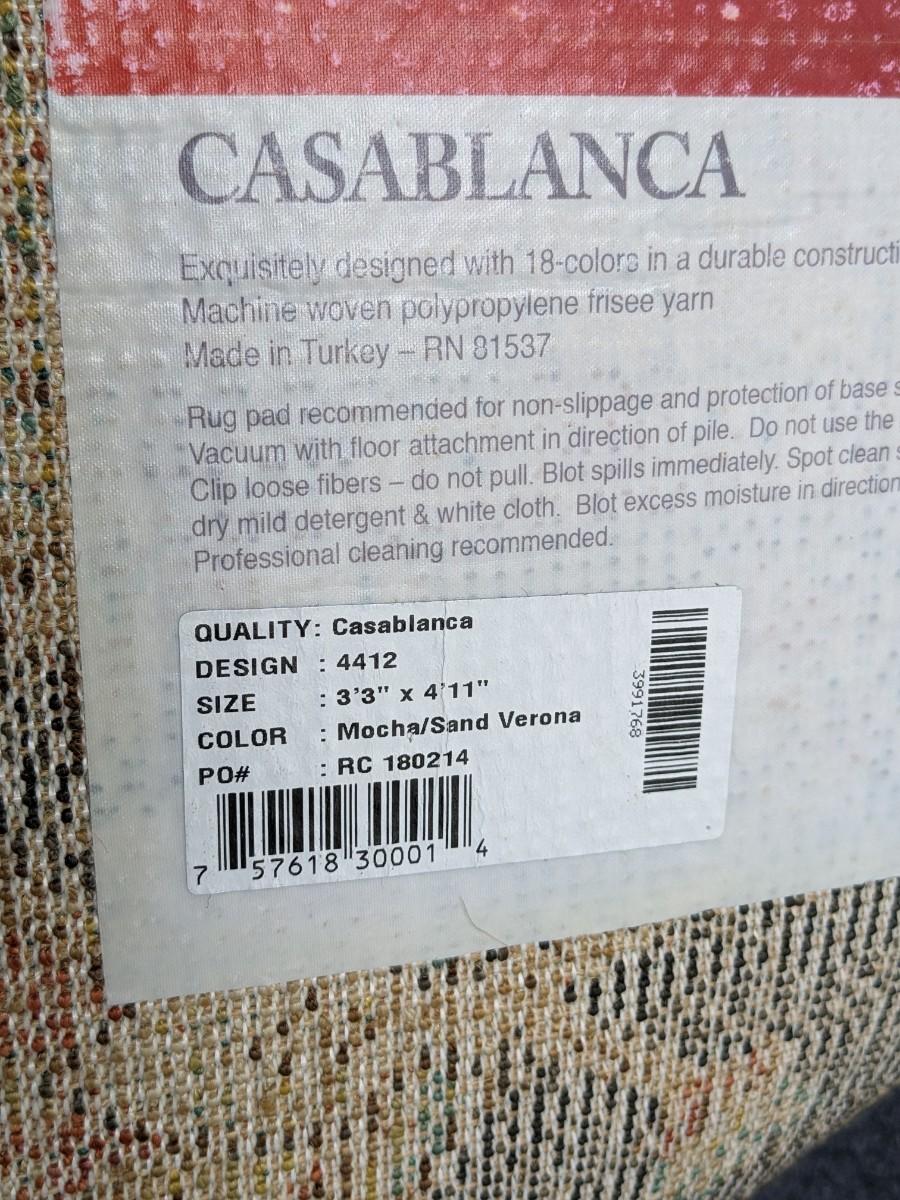 CASABLANCA
Exquisitely designed with 18-colors in a durable constructi
Machine woven polypropylene frisee yarn
Made in Turkey – RN 81537
Rug pad recommended for non-slippage and protection of base s
Vacuum with floor attachment in direction of pile. Do not use the
Clip loose fibers – do not pull. Blot spills immediately. Spot clean s
dry mild detergent & white cloth. Blot excess moisture in direction
Professional cleaning recommended.
QUALITY: Casablanca
DESIGN : 4412
SIZE : 3'3" x 4'11"
COLOR : Mocha/Sand Verona
PO# : RC 180214
7 57618 30001 4
3991768